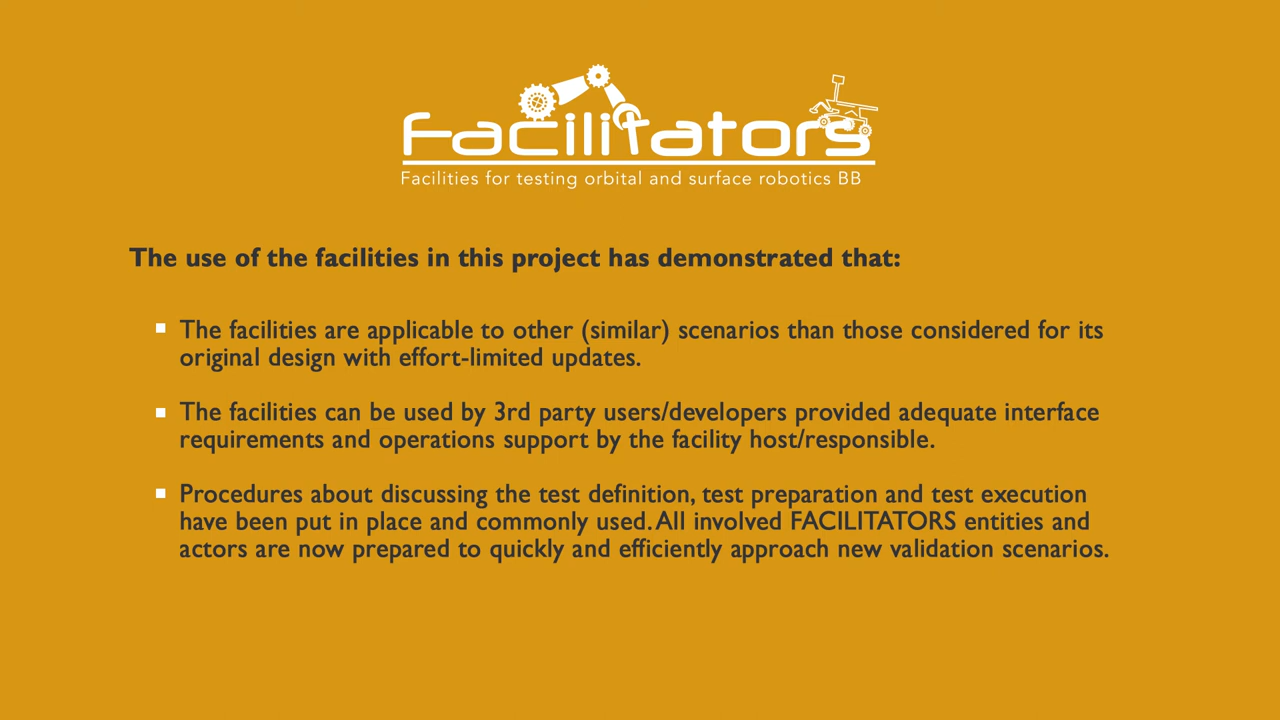 Facilitators
Facilities for testing orbital and surface robotics BB
The use of the facilities in this project has demonstrated that:
The facilities are applicable to other (similar) scenarios than those considered for its
original design with effort-limited updates.
The facilities can be used by 3rd party users/developers provided adequate interface
requirements and operations support by the facility host/responsible.
Procedures about discussing the test definition, test preparation and test execution
have been put in place and commonly used. All involved FACILITATORS entities and
actors are now prepared to quickly and efficiently approach new validation scenarios.